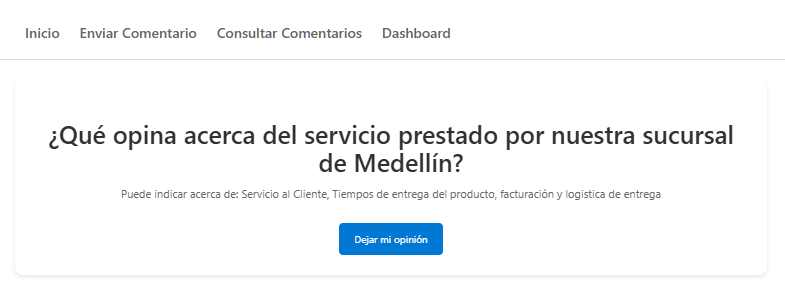 Inicio Enviar Comentario Consultar Comentarios Dashboard
¿Qué opina acerca del servicio prestado por nuestra sucursal
de Medellín?
Puede indicar acerca de: Servicio al Cliente, Tiempos de entrega del producto, facturación y logistica de entrega
Dejar mi opinión